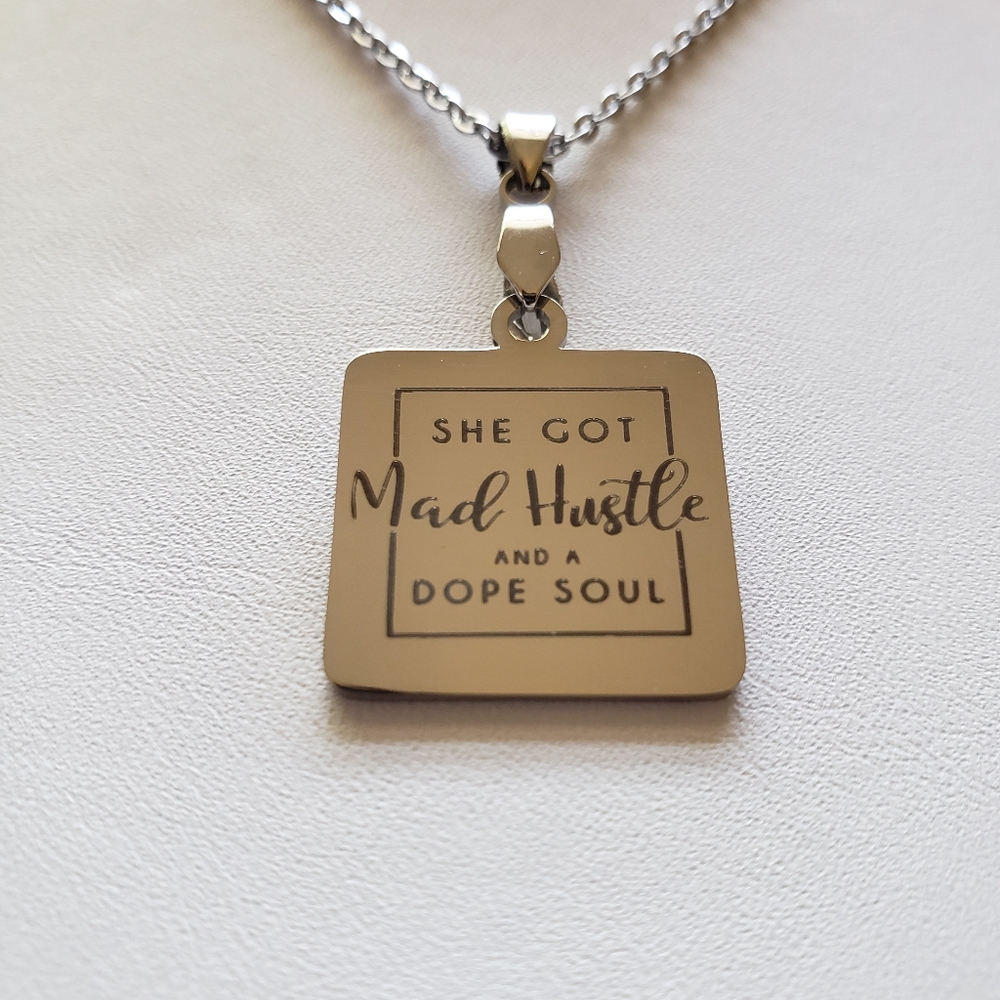 SHE GOT
Mad Hustle
AND A
DOPE SOUL